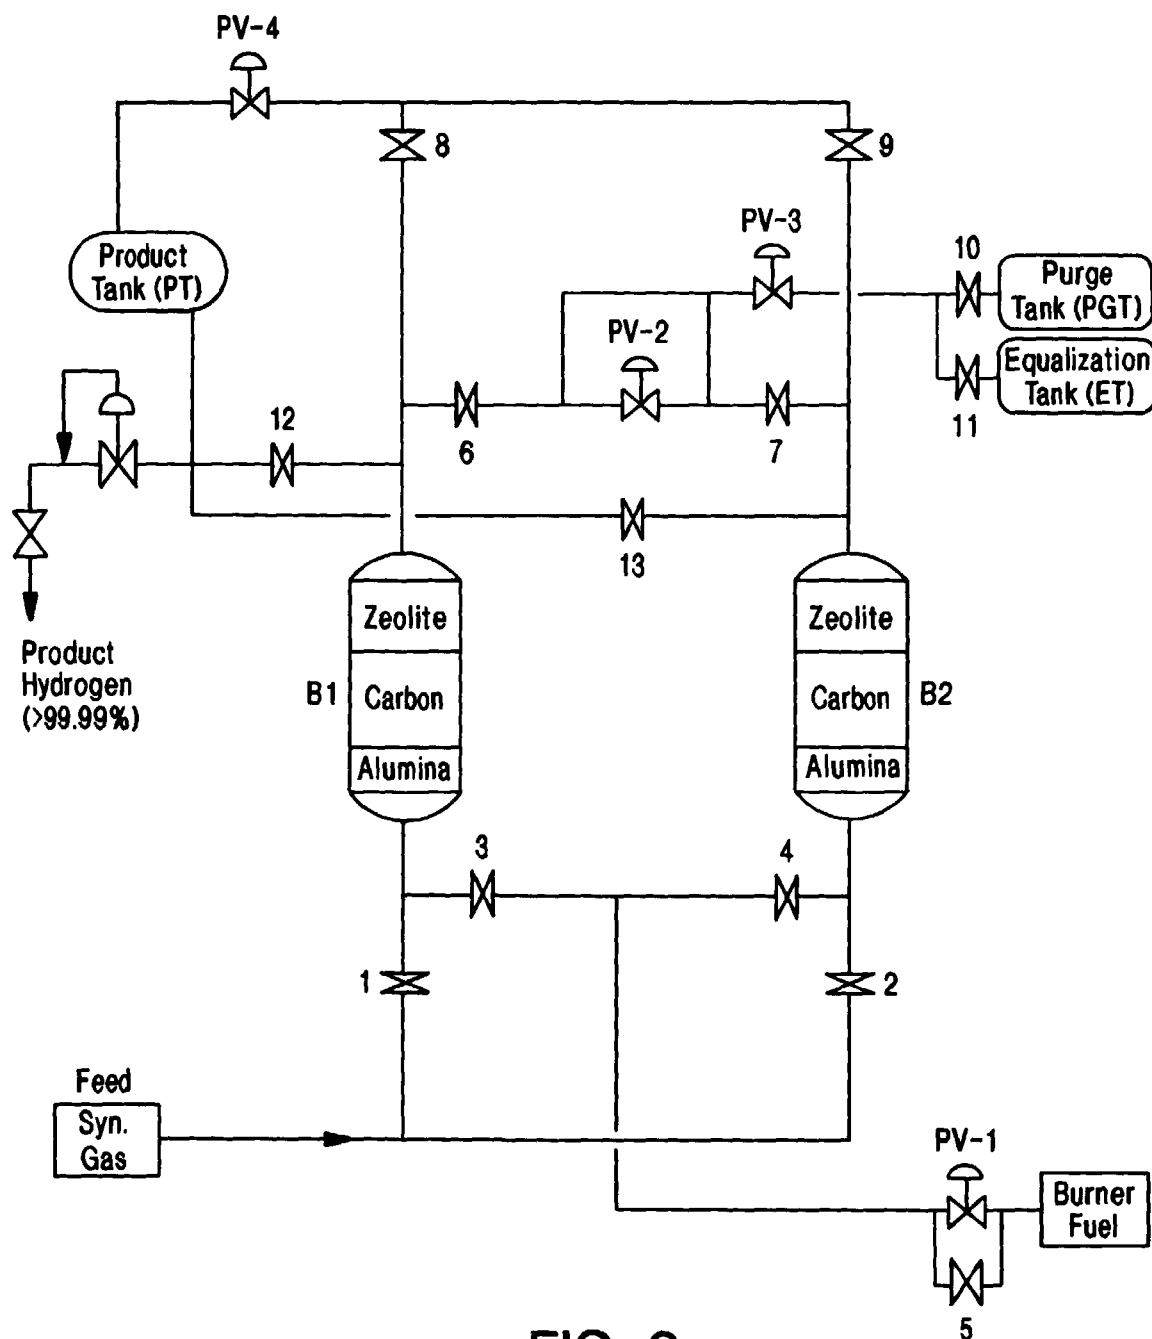 PV-4
8
9
PV-3
10
Product
Tank (PT)
Purge
Tank (PGT)
PV-2
Equalization
Tank (ET)
12
6
7
11
13
Product
Hydrogen
(>99.99%)
Zeolite
Zeolite
B1
Carbon
Carbon
B2
Alumina
Alumina
3
4
1
2
Feed
Syn.
Gas
PV-1
Burner
Fuel
5